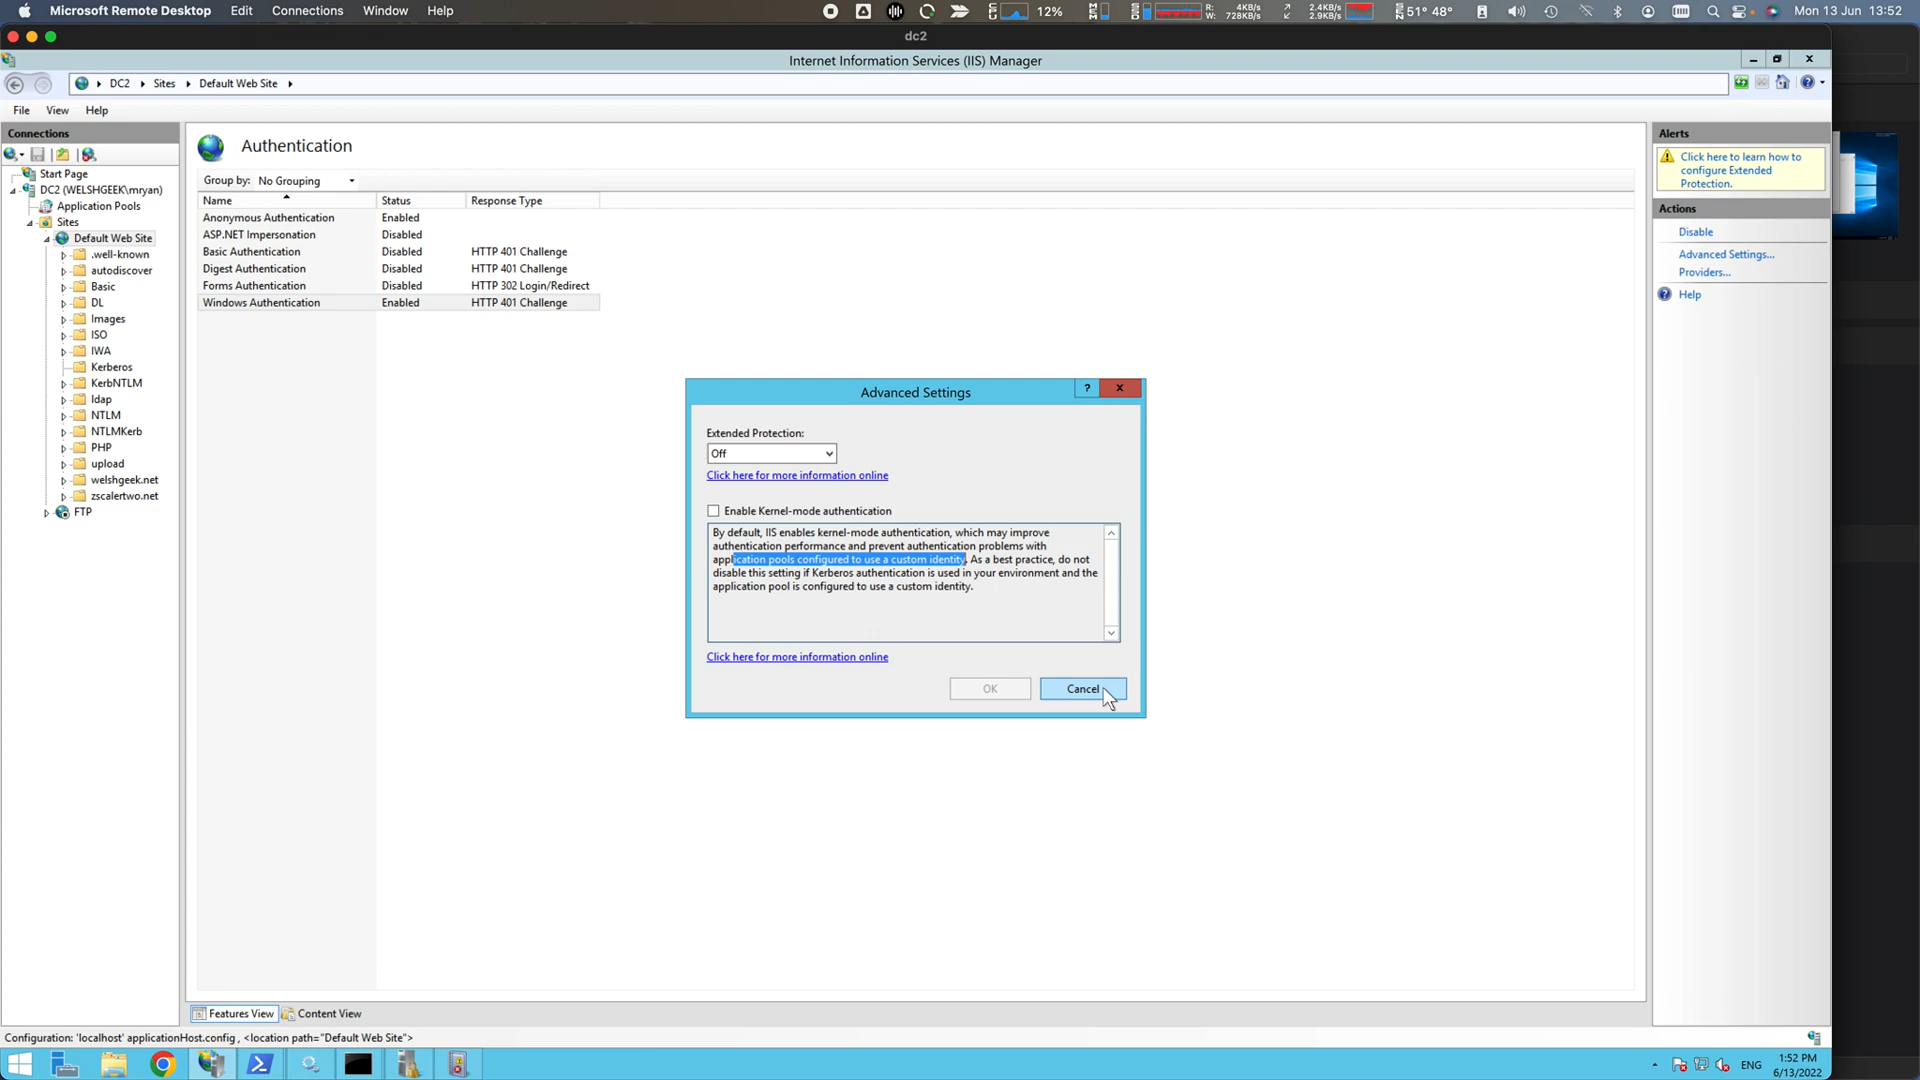 Microsoft Remote Desktop Edit Connections Window Help
12%
R: 4KB/s
W: 728KB/s
2.4KB/s
2.9KB/s
51° 48°
Mon 13 Jun 13:52
dc2
Internet Information Services (IIS) Manager
DC2 Sites Default Web Site
File View Help
Connections
Start Page
DC2 (WELSHGEEK\mryan)
Application Pools
Sites
Default Web Site
.well-known
autodiscover
Basic
DL
Images
ISO
IWA
Kerberos
KerbNTLM
ldap
NTLM
NTLMKerb
PHP
upload
welshgeek.net
zscalertwo.net
FTP
Authentication
Group by: No Grouping
Name Status Response Type
Anonymous Authentication Enabled
ASP.NET Impersonation Disabled
Basic Authentication Disabled HTTP 401 Challenge
Digest Authentication Disabled HTTP 401 Challenge
Forms Authentication Disabled HTTP 302 Login/Redirect
Windows Authentication Enabled HTTP 401 Challenge
Advanced Settings
?
X
Extended Protection:
Off
Click here for more information online
Enable Kernel-mode authentication
By default, IIS enables kernel-mode authentication, which may improve
authentication performance and prevent authentication problems with
application pools configured to use a custom identity. As a best practice, do not
disable this setting if Kerberos authentication is used in your environment and the
application pool is configured to use a custom identity.
Click here for more information online
OK Cancel
Alerts
Click here to learn how to
configure Extended
Protection.
Actions
Disable
Advanced Settings...
Providers...
Help
Features View Content View
Configuration: 'localhost' applicationHost.config , <location path="Default Web Site">
ENG
1:52 PM
6/13/2022